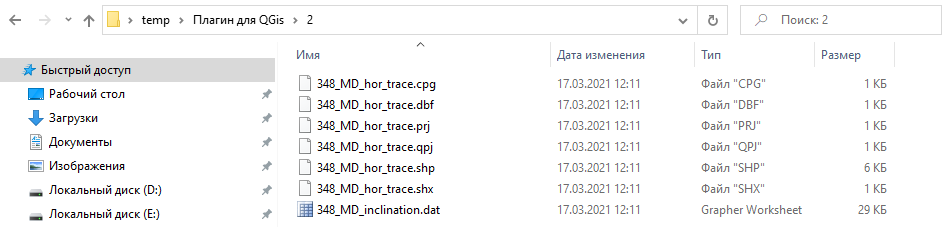 temp › Плагин для QGis › 2
Поиск: 2
Имя Дата изменения Тип Размер
Быстрый доступ
Рабочий стол
Загрузки
Документы
Изображения
Локальный диск (D:)
Локальный диск (E:)
348_MD_hor_trace.cpg 17.03.2021 12:11 Файл "CPG" 1 КБ
348_MD_hor_trace.dbf 17.03.2021 12:11 Файл "DBF" 1 КБ
348_MD_hor_trace.prj 17.03.2021 12:11 Файл "PRJ" 1 КБ
348_MD_hor_trace.qpj 17.03.2021 12:11 Файл "QPJ" 1 КБ
348_MD_hor_trace.shp 17.03.2021 12:11 Файл "SHP" 6 КБ
348_MD_hor_trace.shx 17.03.2021 12:11 Файл "SHX" 1 КБ
348_MD_inclination.dat 17.03.2021 12:11 Grapher Worksheet 29 КБ